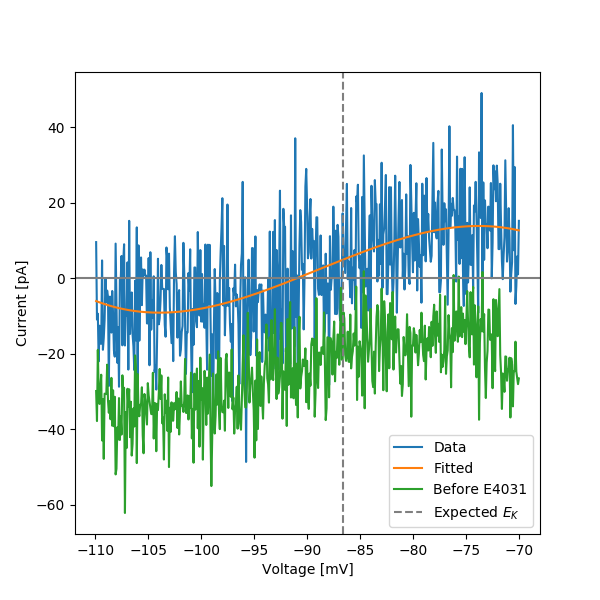 40
20
0
−20
−40
−60
Current [pA]
Data
Fitted
Before E4031
Expected $E_K$
−110 −105 −100 −95 −90 −85 −80 −75 −70
Voltage [mV]